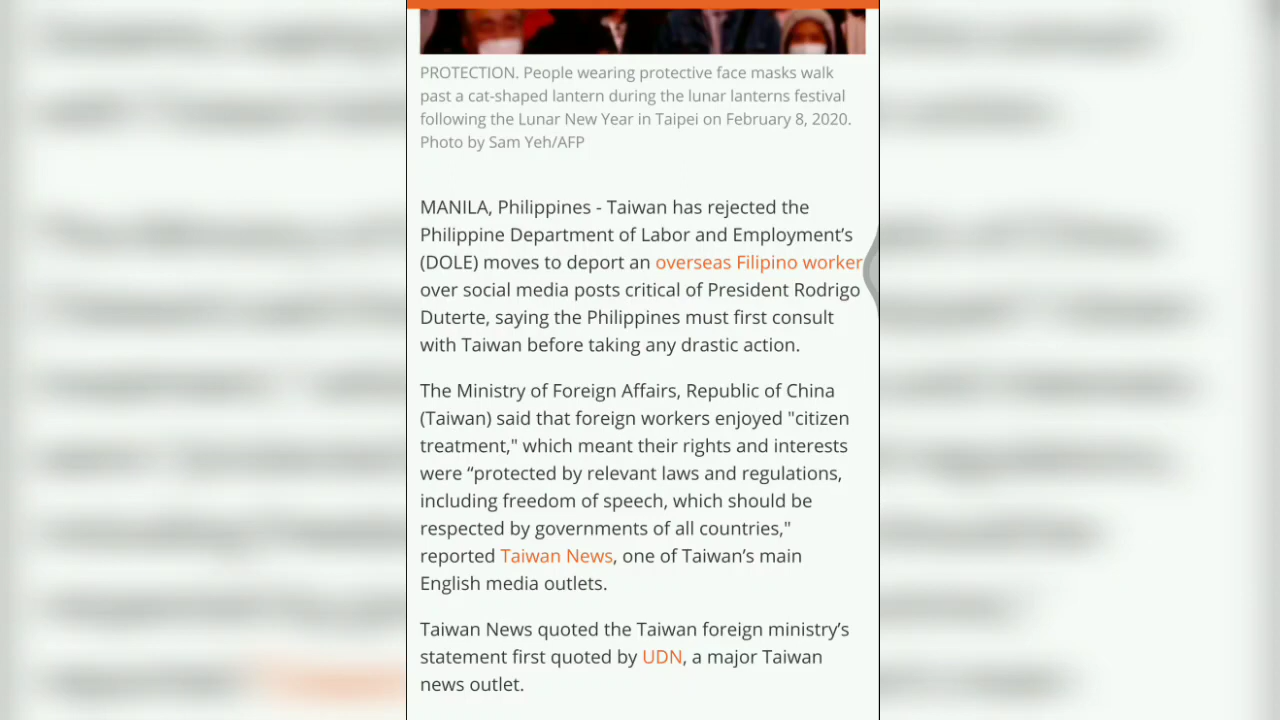 PROTECTION. People wearing protective face masks walk
past a cat-shaped lantern during the lunar lanterns festival
following the Lunar New Year in Taipei on February 8, 2020.
Photo by Sam Yeh/AFP
MANILA, Philippines - Taiwan has rejected the
Philippine Department of Labor and Employment’s
(DOLE) moves to deport an overseas Filipino worker
over social media posts critical of President Rodrigo
Duterte, saying the Philippines must first consult
with Taiwan before taking any drastic action.
The Ministry of Foreign Affairs, Republic of China
(Taiwan) said that foreign workers enjoyed "citizen
treatment," which meant their rights and interests
were “protected by relevant laws and regulations,
including freedom of speech, which should be
respected by governments of all countries,"
reported Taiwan News, one of Taiwan’s main
English media outlets.
Taiwan News quoted the Taiwan foreign ministry’s
statement first quoted by UDN, a major Taiwan
news outlet.